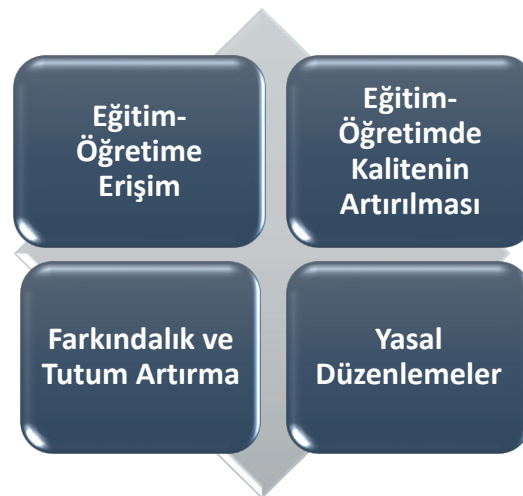 Eğitim-
Öğretime
Erişim
Eğitim-
Öğretimde
Kalitenin
Artırılması
Farkındalık ve
Tutum Artırma
Yasal
Düzenlemeler